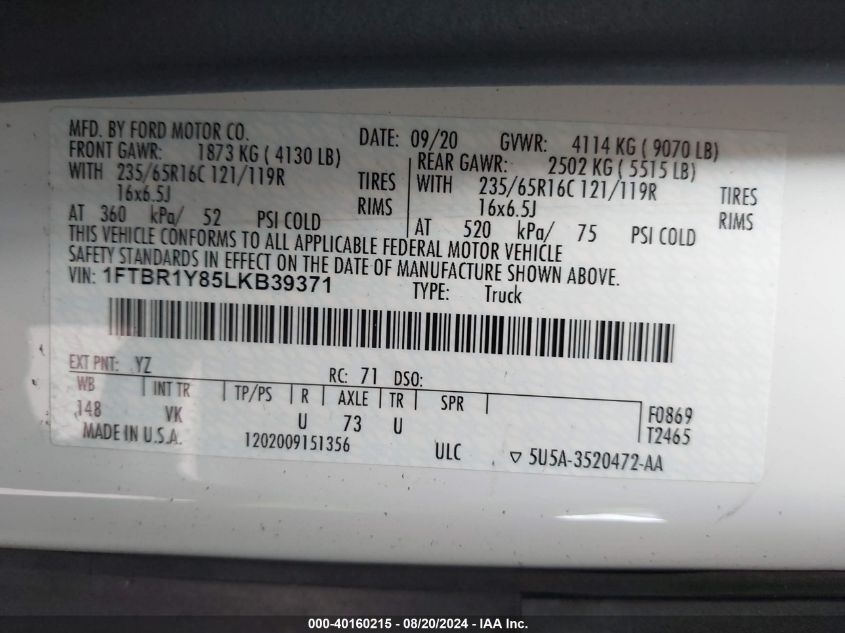 MFD. BY FORD MOTOR CO. DATE: 09/20 GVWR: 4114 KG ( 9070 LB)
FRONT GAWR: 1873 KG ( 4130 LB) REAR GAWR: 2502 KG ( 5515 LB)
WITH 235/65R16C 121/119R TIRES WITH 235/65R16C 121/119R TIRES
16x6.5J RIMS 16x6.5J RIMS
AT 360 kPa/ 52 PSI COLD AT 520 kPa/ 75 PSI COLD
THIS VEHICLE CONFORMS TO ALL APPLICABLE FEDERAL MOTOR VEHICLE
SAFETY STANDARDS IN EFFECT ON THE DATE OF MANUFACTURE SHOWN ABOVE.
VIN: 1FTBR1Y85LKB39371 TYPE: Truck
EXT PNT: YZ RC: 71 DSO:
WB INT TR TP/PS R AXLE TR SPR F0869
148 VK U 73 U T2465
MADE IN U.S.A. 1202009151356 ULC ▽ 5U5A-3520472-AA
000-40160215 - 08/20/2024 - IAA Inc.